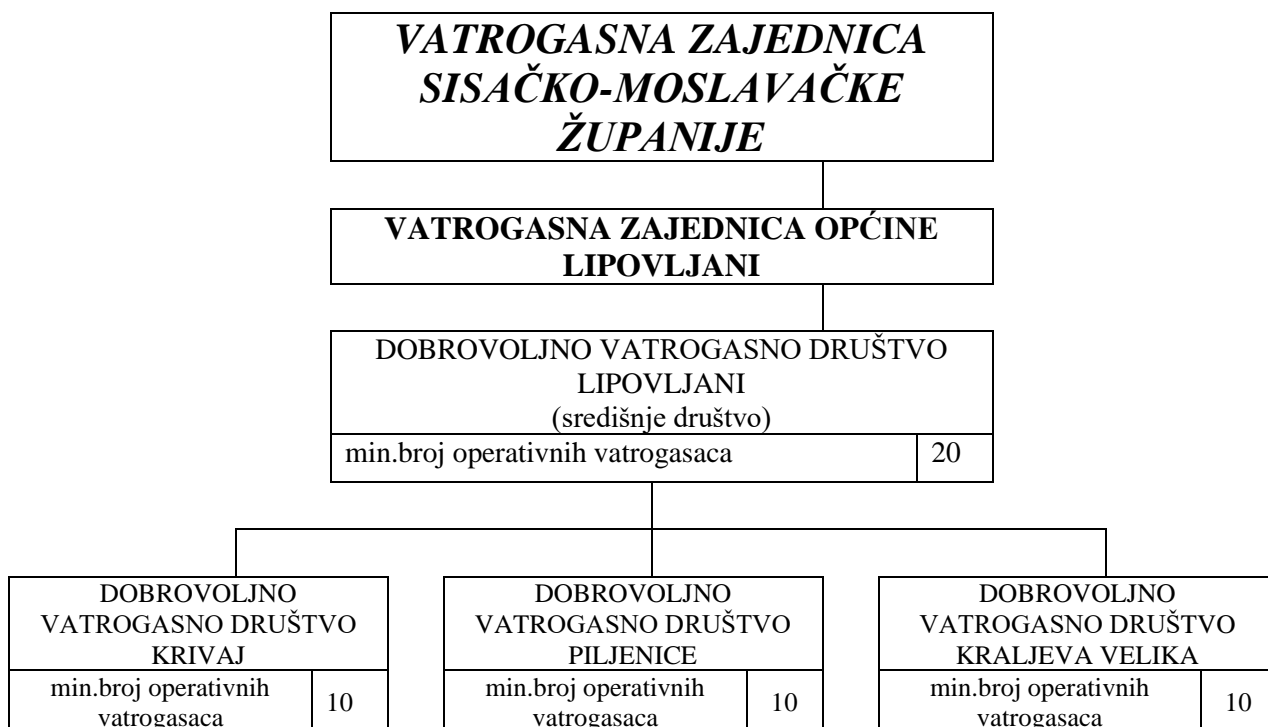 VATROGASNA ZAJEDNICA
SISAČKO-MOSLAVAČKE
ŽUPANIJE
VATROGASNA ZAJEDNICA OPĆINE
LIPOVLJANI
DOBROVOLJNO VATROGASNO DRUŠTVO
LIPOVLJANI
(središnje društvo)
min.broj operativnih vatrogasaca 20
DOBROVOLJNO
VATROGASNO DRUŠTVO
KRIVAJ
min.broj operativnih
vatrogasaca
10
DOBROVOLJNO
VATROGASNO DRUŠTVO
PILJENICE
min.broj operativnih
vatrogasaca
10
DOBROVOLJNO
VATROGASNO DRUŠTVO
KRALJEVA VELIKA
min.broj operativnih
vatrogasaca
10